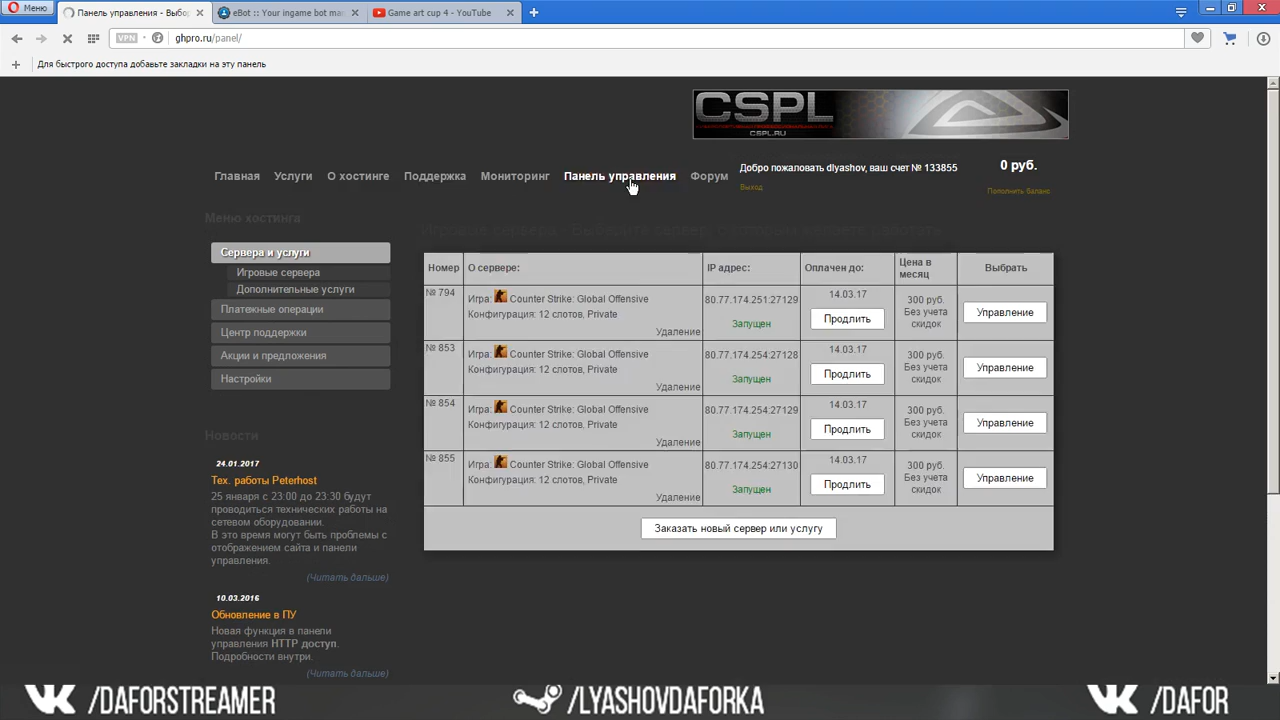 Меню
Панель управления - Выбо
eBot :: Your ingame bot ma
Game art cup 4 - YouTube
VPN
ghpro.ru/panel/
Для быстрого доступа добавьте закладки на эту панель
CSPL
CSPL.RU
Главная Услуги О хостинге Поддержка Мониторинг Панель управления Форум
Добро пожаловать dlyashov, ваш счет № 133855
Выход
0 руб.
Пополнить баланс
Меню хостинга
Сервера и услуги
Игровые сервера
Дополнительные услуги
Платежные операции
Центр поддержки
Акции и предложения
Настройки
Новости
24.01.2017
Тех. работы Peterhost
25 января с 23:00 до 23:30 будут
проводиться технических работы на
сетевом оборудовании.
В это время могут быть проблемы с
отображением сайта и панели
управления.
(Читать дальше)
10.03.2016
Обновление в ПУ
Новая функция в панели
управления HTTP доступ.
Подробности внутри.
(Читать дальше)
Игровые сервера - Выберите сервер, с которым желаете работать
Номер О сервере: IP адрес: Оплачен до: Цена в месяц Выбрать
№ 794
Игра: Counter Strike: Global Offensive
Конфигурация: 12 слотов, Private
Удаление
80.77.174.251:27129
Запущен
14.03.17
Продлить
300 руб.
Без учета
скидок
Управление
№ 853
Игра: Counter Strike: Global Offensive
Конфигурация: 12 слотов, Private
Удаление
80.77.174.254:27128
Запущен
14.03.17
Продлить
300 руб.
Без учета
скидок
Управление
№ 854
Игра: Counter Strike: Global Offensive
Конфигурация: 12 слотов, Private
Удаление
80.77.174.254:27129
Запущен
14.03.17
Продлить
300 руб.
Без учета
скидок
Управление
№ 855
Игра: Counter Strike: Global Offensive
Конфигурация: 12 слотов, Private
Удаление
80.77.174.254:27130
Запущен
14.03.17
Продлить
300 руб.
Без учета
скидок
Управление
Заказать новый сервер или услугу
/DAFORSTREAMER
/LYASHOVDAFORKA
/DAFOR